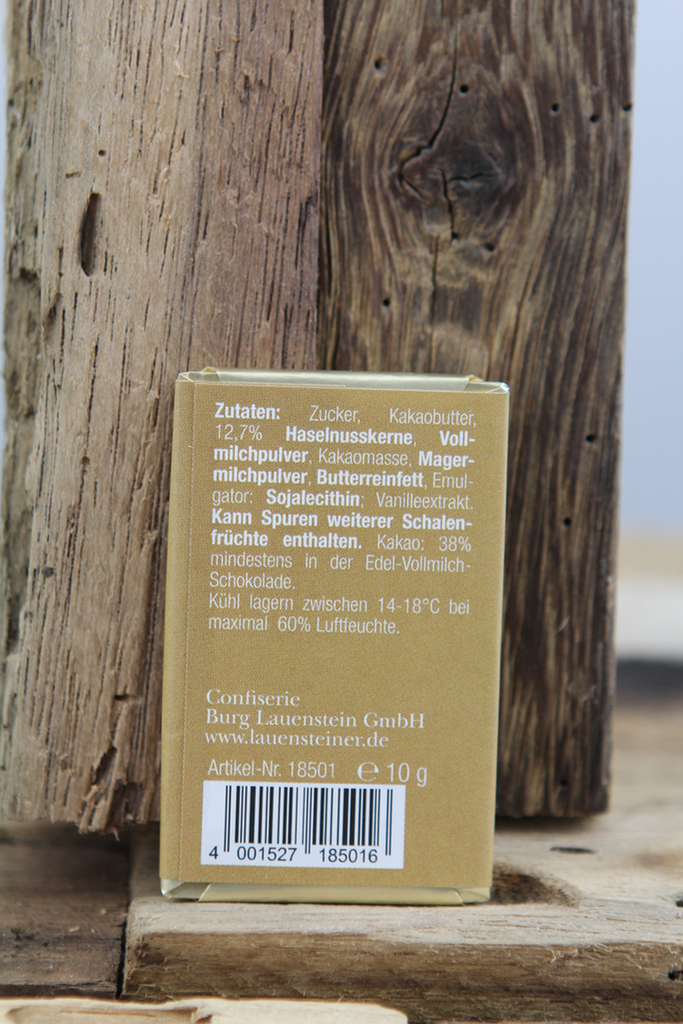 Zutaten: Zucker, Kakaobutter,
12,7% Haselnusskerne, Voll-
milchpulver, Kakaomasse, Mager-
milchpulver, Butterreinfett, Emul-
gator: Sojalecithin; Vanilleextrakt.
Kann Spuren weiterer Schalen-
früchte enthalten. Kakao: 38%
mindestens in der Edel-Vollmilch-
Schokolade.
Kühl lagern zwischen 14-18°C bei
maximal 60% Luftfeuchte.
Confiserie
Burg Lauenstein GmbH
www.lauensteiner.de
Artikel-Nr. 18501 ℮ 10 g
4 001527 185016